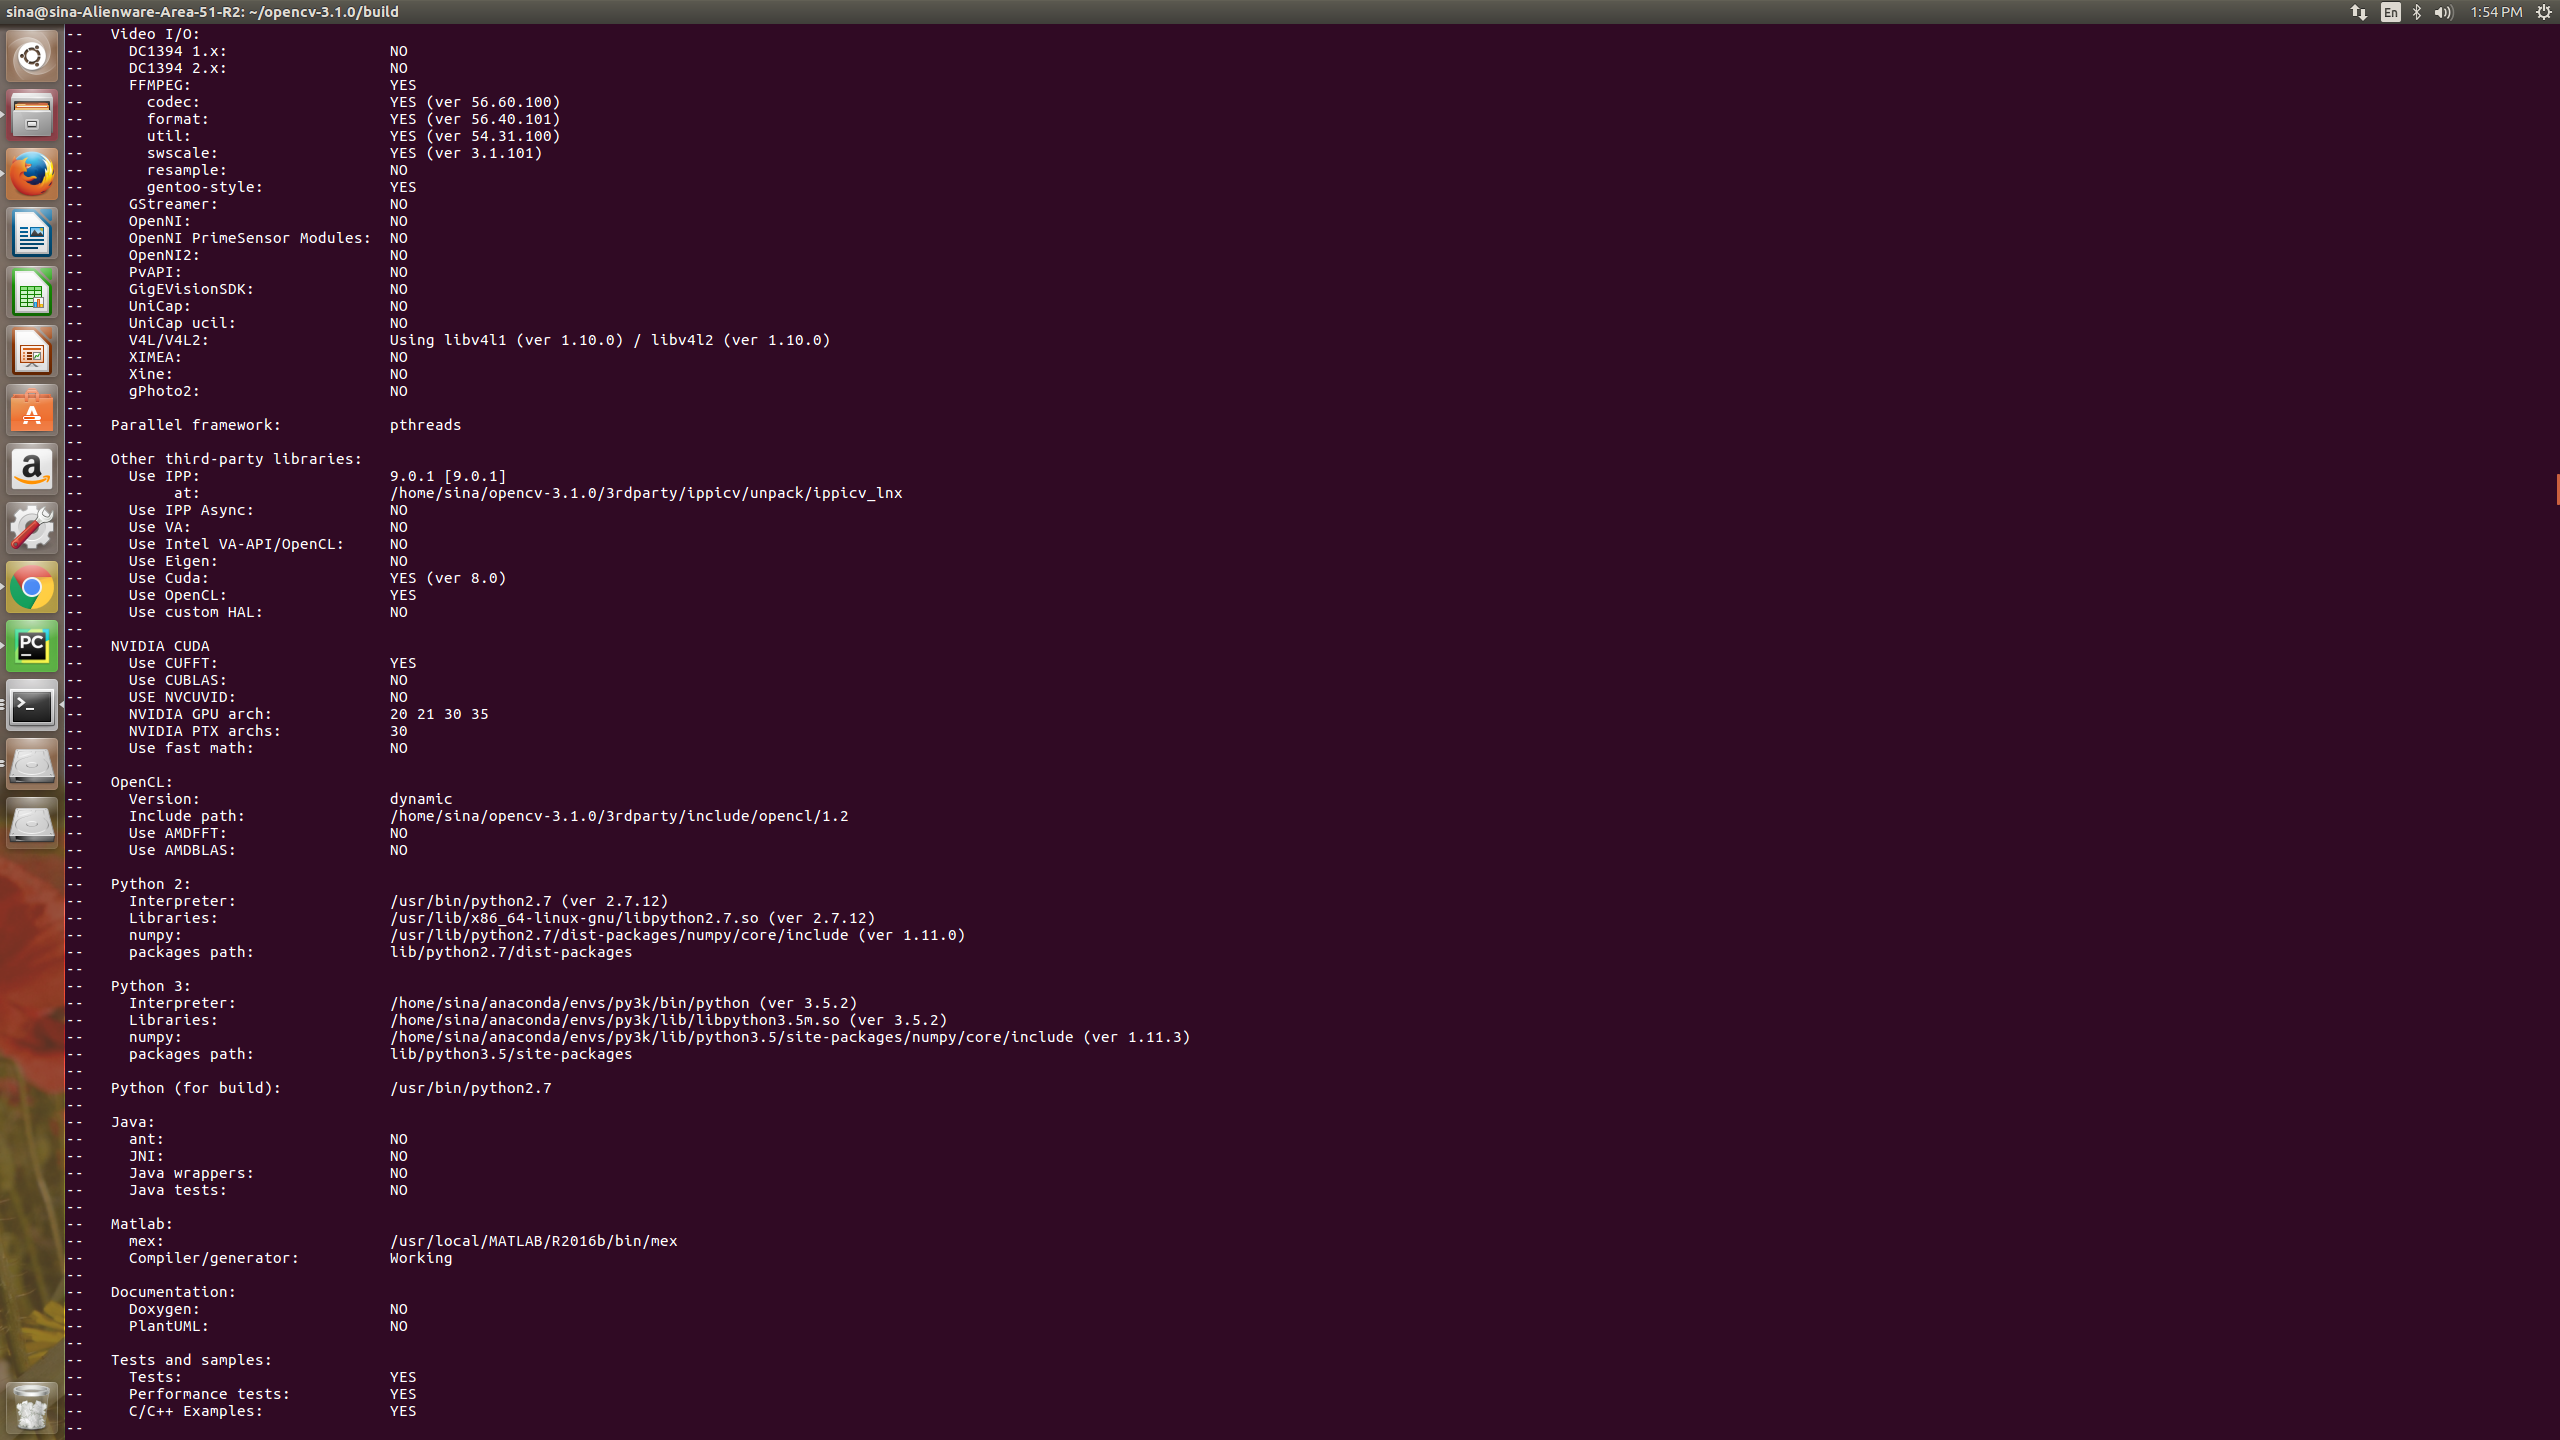 sina@sina-Alienware-Area-51-R2: ~/opencv-3.1.0/build En 1:54 PM
-- Video I/O:
-- DC1394 1.x: NO
-- DC1394 2.x: NO
-- FFMPEG: YES
-- codec: YES (ver 56.60.100)
-- format: YES (ver 56.40.101)
-- util: YES (ver 54.31.100)
-- swscale: YES (ver 3.1.101)
-- resample: NO
-- gentoo-style: YES
-- GStreamer: NO
-- OpenNI: NO
-- OpenNI PrimeSensor Modules: NO
-- OpenNI2: NO
-- PvAPI: NO
-- GigEVisionSDK: NO
-- UniCap: NO
-- UniCap ucil: NO
-- V4L/V4L2: Using libv4l1 (ver 1.10.0) / libv4l2 (ver 1.10.0)
-- XIMEA: NO
-- Xine: NO
-- gPhoto2: NO
--
-- Parallel framework: pthreads
--
-- Other third-party libraries:
-- Use IPP: 9.0.1 [9.0.1]
-- at: /home/sina/opencv-3.1.0/3rdparty/ippicv/unpack/ippicv_lnx
-- Use IPP Async: NO
-- Use VA: NO
-- Use Intel VA-API/OpenCL: NO
-- Use Eigen: NO
-- Use Cuda: YES (ver 8.0)
-- Use OpenCL: YES
-- Use custom HAL: NO
--
-- NVIDIA CUDA
-- Use CUFFT: YES
-- Use CUBLAS: NO
-- USE NVCUVID: NO
-- NVIDIA GPU arch: 20 21 30 35
-- NVIDIA PTX archs: 30
-- Use fast math: NO
--
-- OpenCL:
-- Version: dynamic
-- Include path: /home/sina/opencv-3.1.0/3rdparty/include/opencl/1.2
-- Use AMDFFT: NO
-- Use AMDBLAS: NO
--
-- Python 2:
-- Interpreter: /usr/bin/python2.7 (ver 2.7.12)
-- Libraries: /usr/lib/x86_64-linux-gnu/libpython2.7.so (ver 2.7.12)
-- numpy: /usr/lib/python2.7/dist-packages/numpy/core/include (ver 1.11.0)
-- packages path: lib/python2.7/dist-packages
--
-- Python 3:
-- Interpreter: /home/sina/anaconda/envs/py3k/bin/python (ver 3.5.2)
-- Libraries: /home/sina/anaconda/envs/py3k/lib/libpython3.5m.so (ver 3.5.2)
-- numpy: /home/sina/anaconda/envs/py3k/lib/python3.5/site-packages/numpy/core/include (ver 1.11.3)
-- packages path: lib/python3.5/site-packages
--
-- Python (for build): /usr/bin/python2.7
--
-- Java:
-- ant: NO
-- JNI: NO
-- Java wrappers: NO
-- Java tests: NO
--
-- Matlab:
-- mex: /usr/local/MATLAB/R2016b/bin/mex
-- Compiler/generator: Working
--
-- Documentation:
-- Doxygen: NO
-- PlantUML: NO
--
-- Tests and samples:
-- Tests: YES
-- Performance tests: YES
-- C/C++ Examples: YES
--
A
a
PC
>_